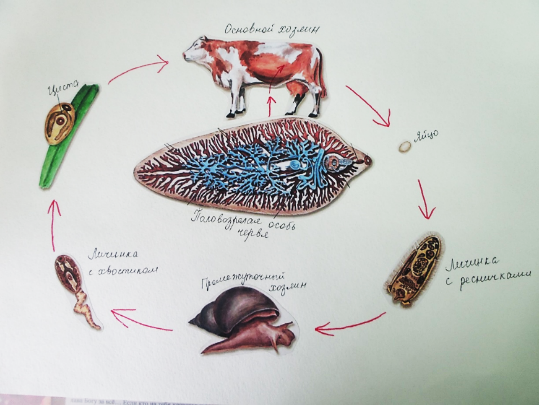 Основной хозяин
Циста
Яйцо
Половозрелая особь
червя
Личинка
с ресничками
Промежуточный
хозяин
Личинка
с хвостиком